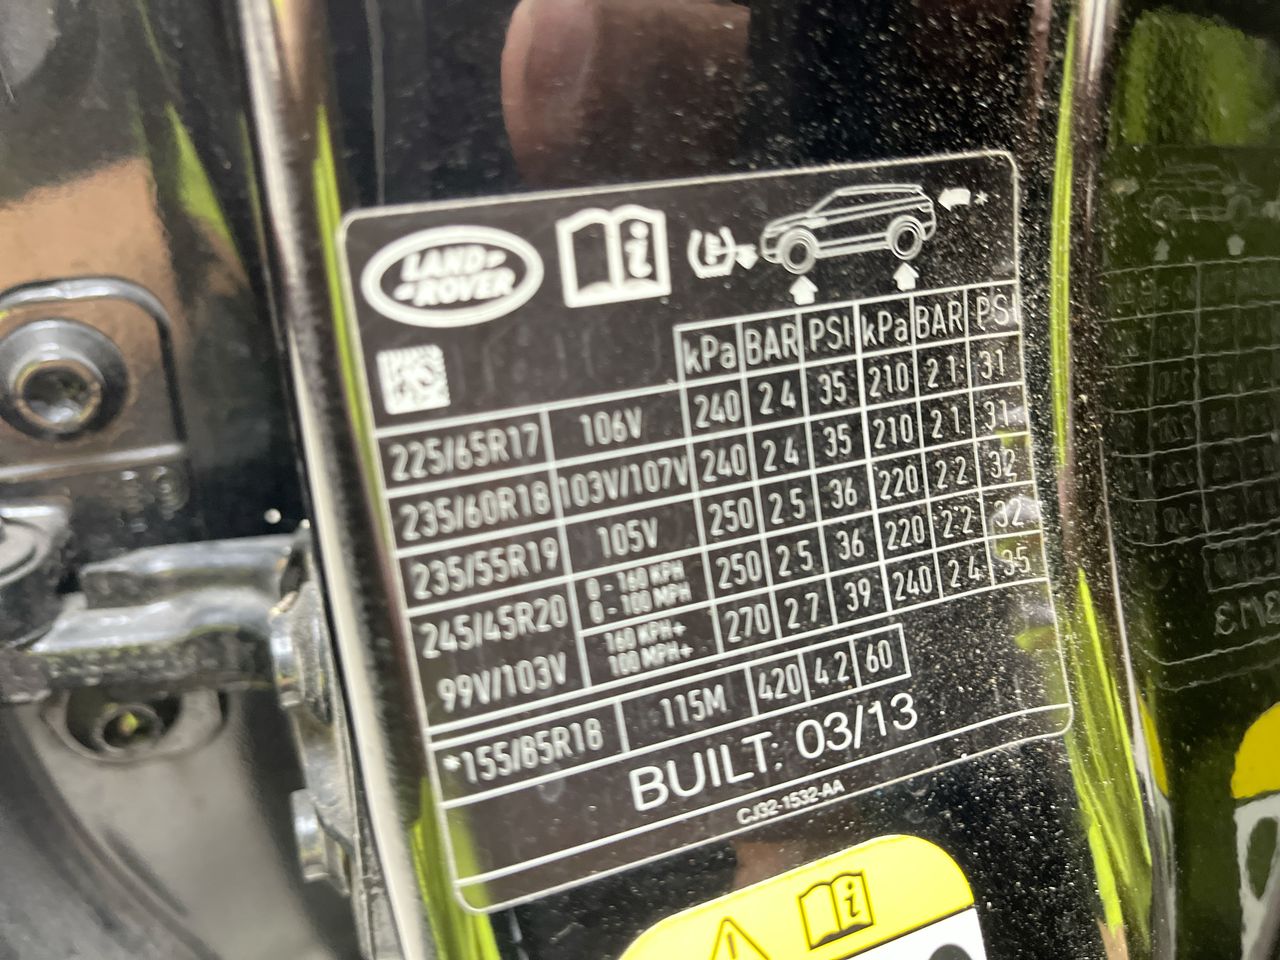 LAND ROVER
kPa BAR PSI kPa BAR PSI
225/65R17 106V 240 2.4 35 210 2.1 31
235/60R18 103V/107V 240 2.4 35 210 2.1 31
235/55R19 105V 250 2.5 36 220 2.2 32
245/45R20 0 - 160 KPH 0 - 100 MPH 250 2.5 36 220 2.2 32
99V/103V 160 KPH+ 100 MPH+ 270 2.7 39 240 2.4 35
*155/85R18 115M 420 4.2 60
BUILT: 03/13
CJ32-1532-AA